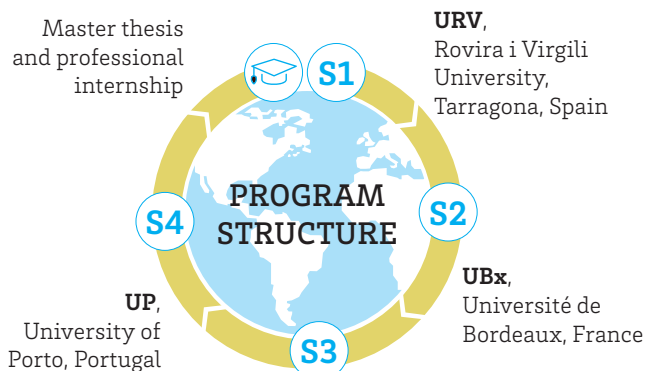 Master thesis
and professional
internship
S1
URV,
Rovira i Virgili
University,
Tarragona, Spain
PROGRAM
STRUCTURE
S2
UBx,
Université de
Bordeaux, France
S3
UP,
University of
Porto, Portugal
S4